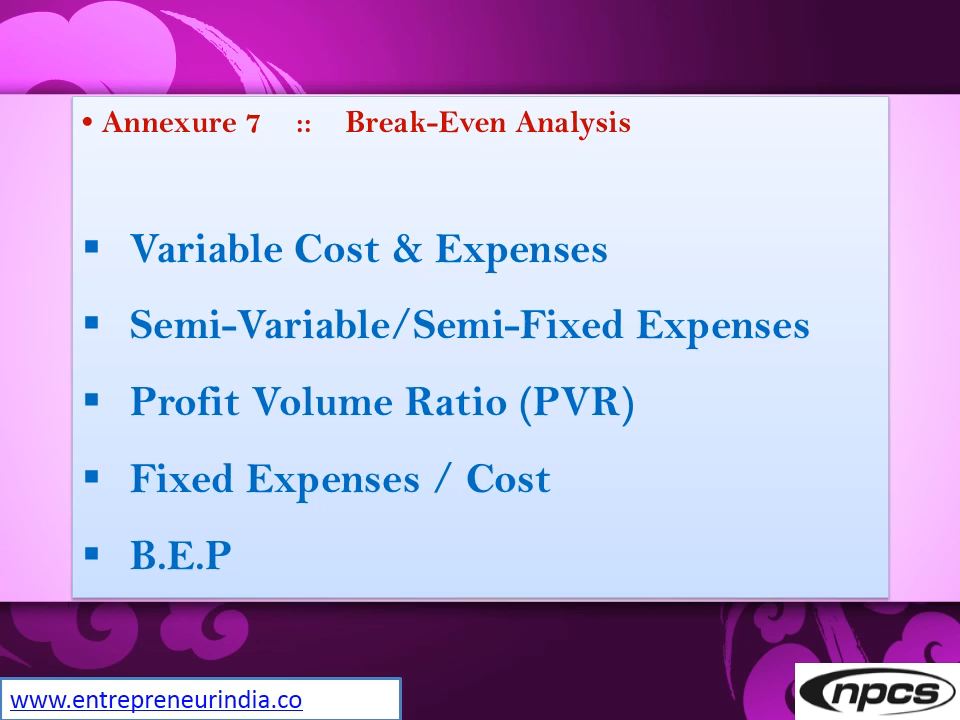 • Annexure 7 :: Break-Even Analysis
▪ Variable Cost & Expenses
▪ Semi-Variable/Semi-Fixed Expenses
▪ Profit Volume Ratio (PVR)
▪ Fixed Expenses / Cost
▪ B.E.P
www.entrepreneurindia.co
npcs